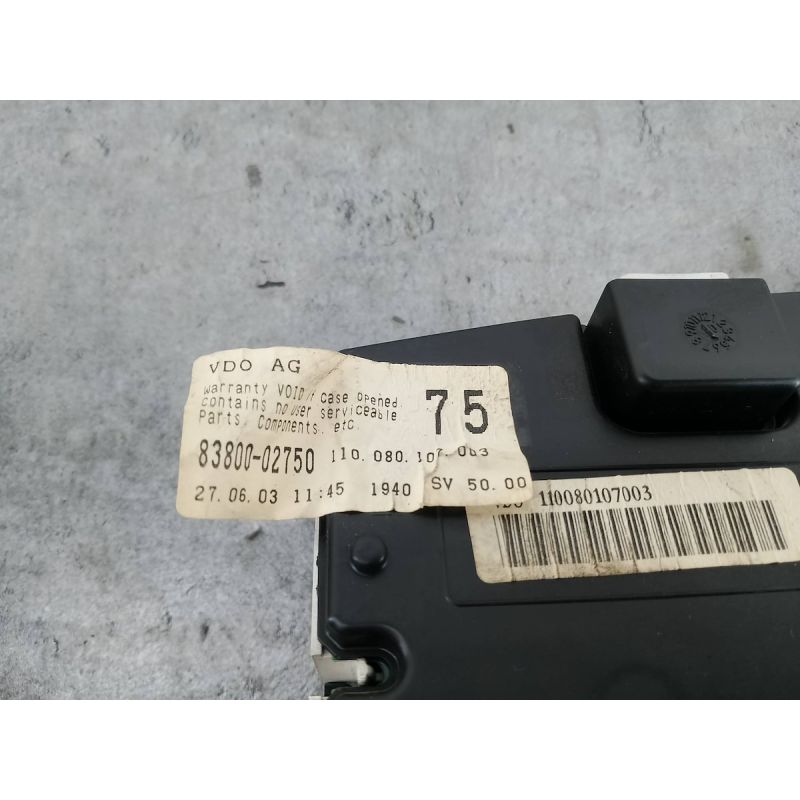 VDO AG
Warranty VOID if Case Opened.
contains no user serviceable
Parts, Components, etc.
75
83800-02750 110.080.107.003
27.06.03 11:45 1940 SV 50.00
VDO 110080107003